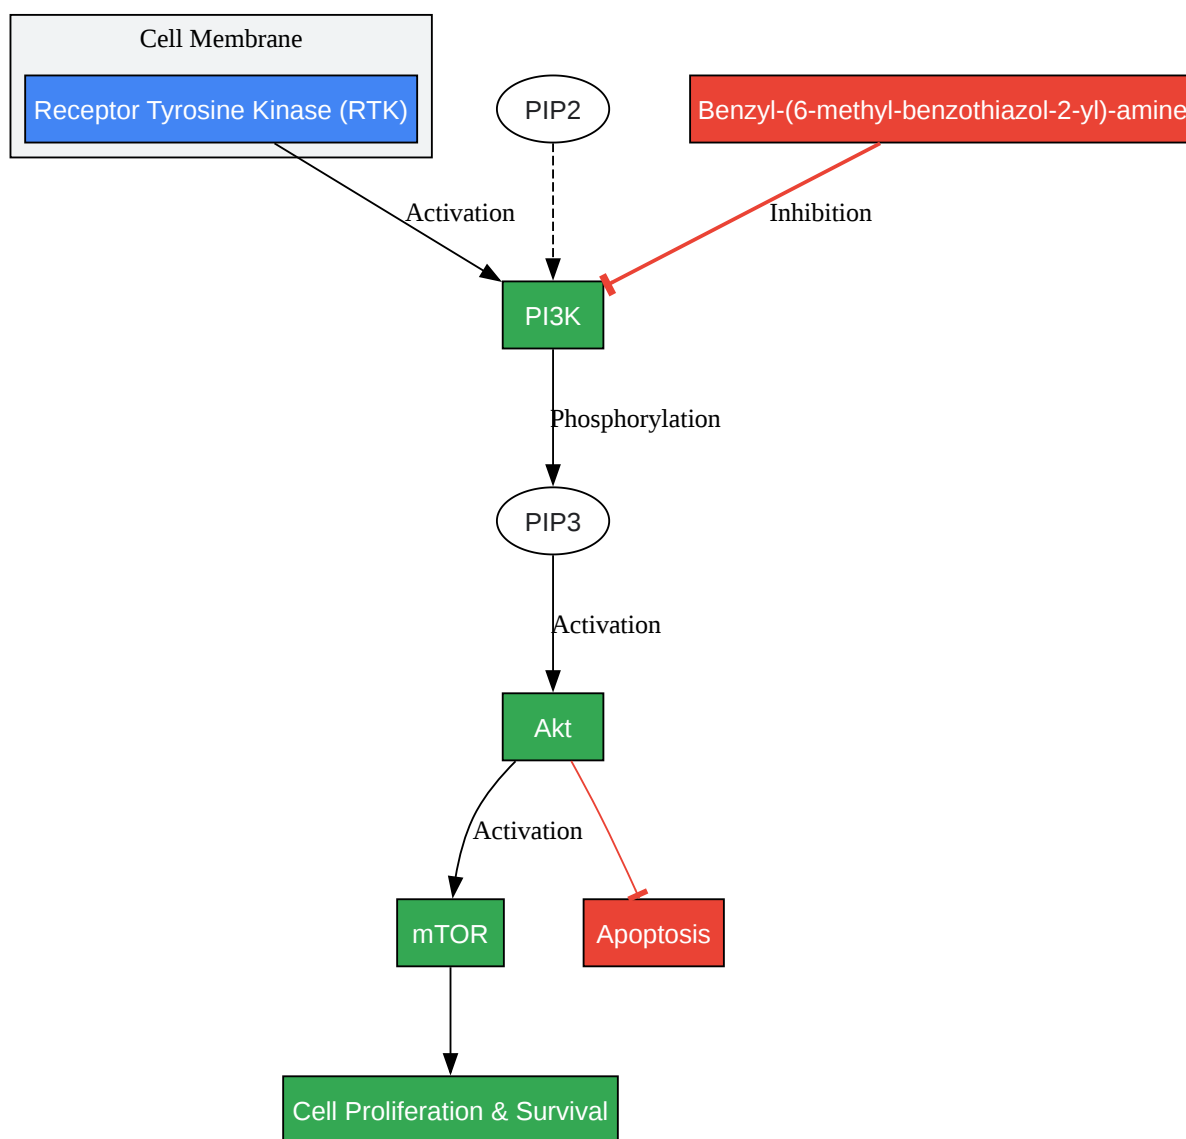 Cell Membrane
Receptor Tyrosine Kinase (RTK)
PIP2
Benzyl-(6-methyl-benzothiazol-2-yl)-amine
Activation
Inhibition
PI3K
Phosphorylation
PIP3
Activation
Akt
Activation
mTOR
Apoptosis
Cell Proliferation & Survival